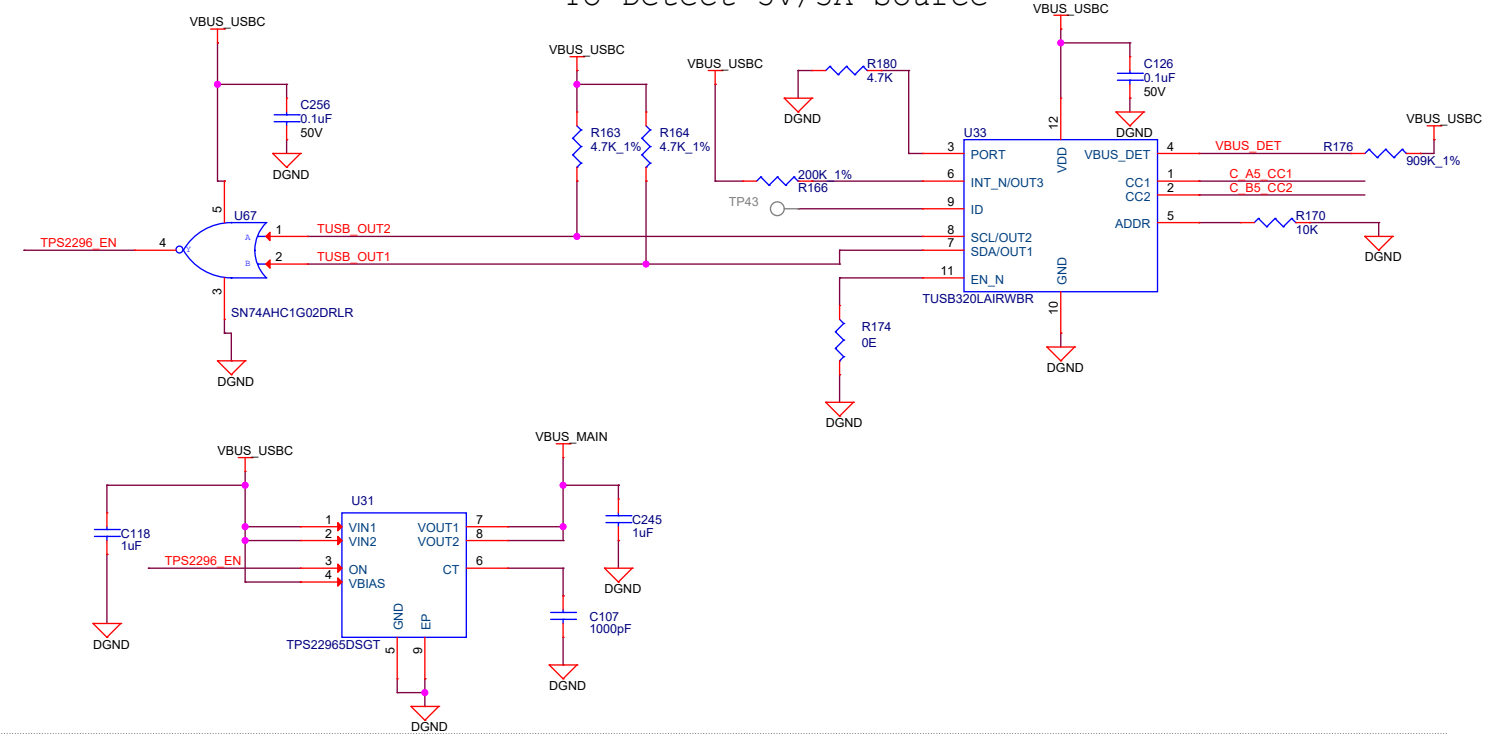 To Detect 5V/3A Source
VBUS_USBC
C256
0.1uF
50V
DGND
5
U67
TPS2296_EN
4
Y
A
B
1
TUSB_OUT2
2
TUSB_OUT1
3
SN74AHC1G02DRLR
DGND
VBUS_USBC
R163
4.7K_1%
R164
4.7K_1%
VBUS_USBC
R180
4.7K
DGND
200K_1%
R166
TP43
VBUS_USBC
C126
0.1uF
50V
DGND
12
U33
3
PORT
6
INT_N/OUT3
9
ID
8
SCL/OUT2
7
SDA/OUT1
11
EN_N
VDD
GND
VBUS_DET
CC1
CC2
ADDR
TUSB320LAIRWBR
10
DGND
4
VBUS_DET
R176
909K_1%
VBUS_USBC
1
C_A5_CC1
2
C_B5_CC2
5
R170
10K
DGND
R174
0E
DGND
VBUS_USBC
C118
1uF
DGND
TPS2296_EN
U31
1
VIN1
2
VIN2
3
ON
4
VBIAS
VOUT1
7
VOUT2
8
CT
6
GND
EP
TPS22965DSGT
5
9
DGND
VBUS_MAIN
C245
1uF
DGND
C107
1000pF
DGND